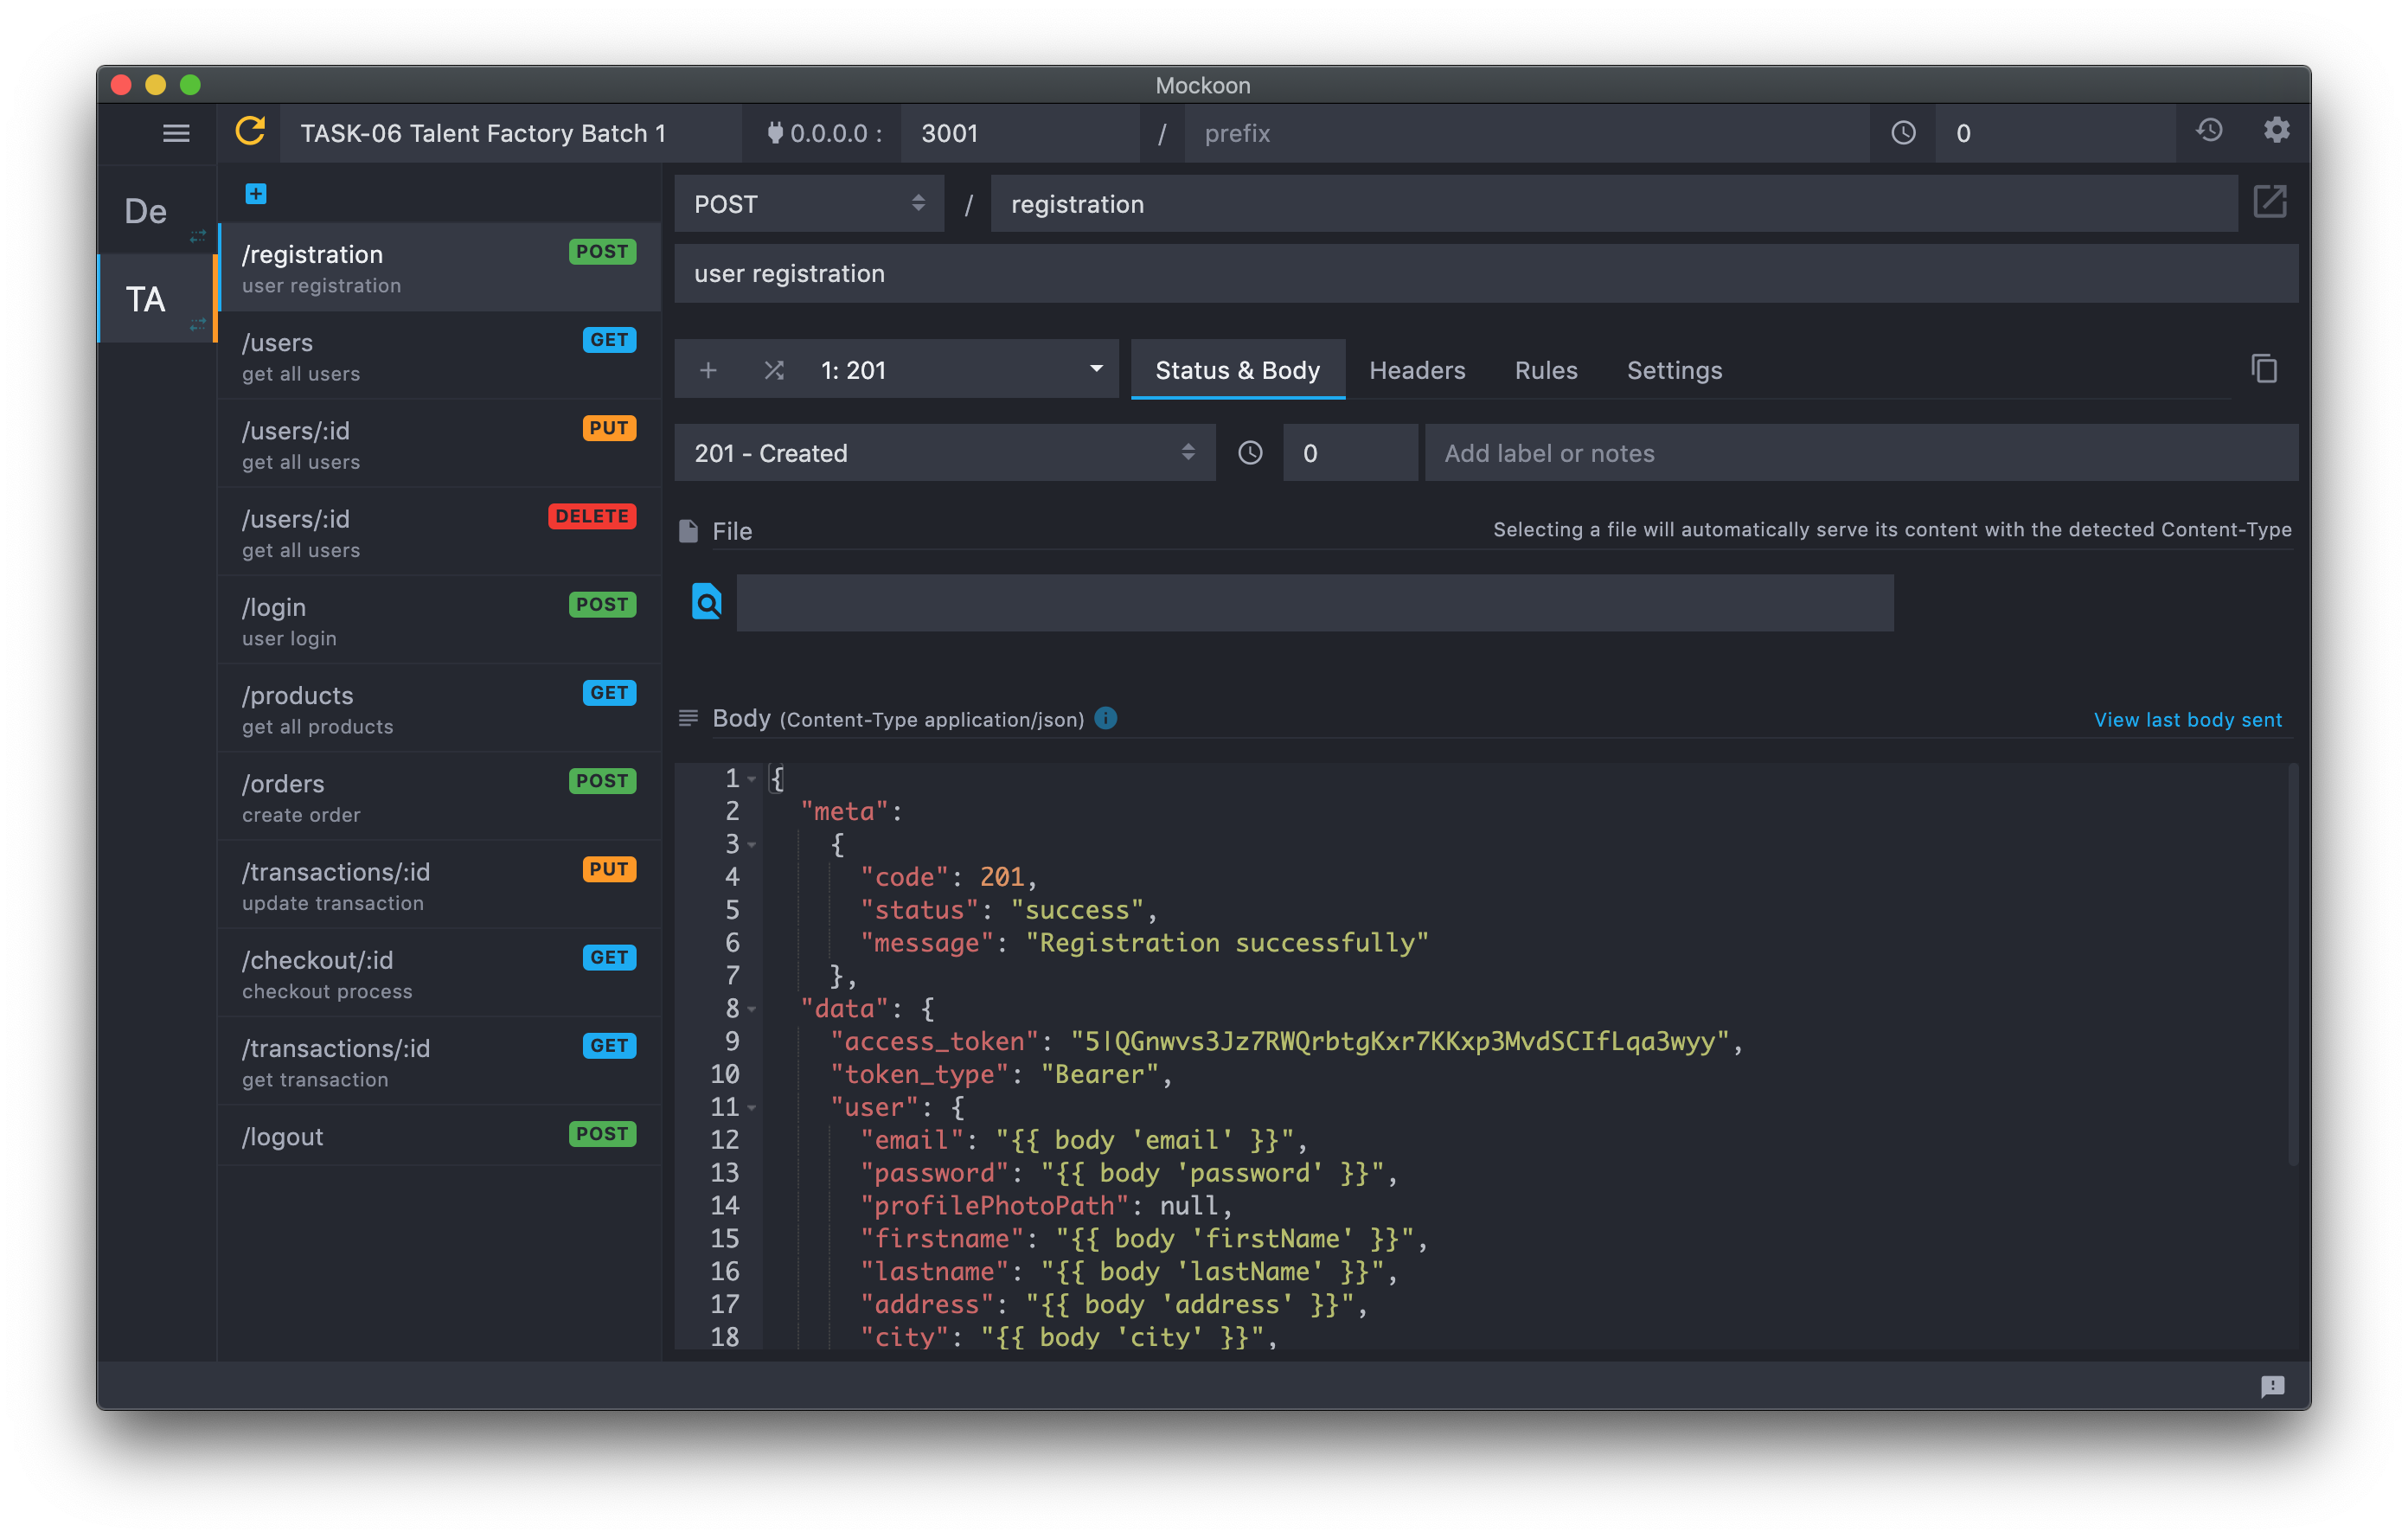 Mockoon
TASK-06 Talent Factory Batch 1
0.0.0.0 :
3001
/
prefix
0
De
TA
/registration
POST
user registration
/users
GET
get all users
/users/:id
PUT
get all users
/users/:id
DELETE
get all users
/login
POST
user login
/products
GET
get all products
/orders
POST
create order
/transactions/:id
PUT
update transaction
/checkout/:id
GET
checkout process
/transactions/:id
GET
get transaction
/logout
POST
POST
/
registration
user registration
1: 201
Status & Body
Headers
Rules
Settings
201 - Created
0
Add label or notes
File
Selecting a file will automatically serve its content with the detected Content-Type
Body (Content-Type application/json)
View last body sent
1 {
2 "meta":
3 {
4 "code": 201,
5 "status": "success",
6 "message": "Registration successfully"
7 },
8 "data": {
9 "access_token": "5|QGnwvs3Jz7RWQrbtgKxr7KKxp3MvdSCIfLqa3wyy",
10 "token_type": "Bearer",
11 "user": {
12 "email": "{{ body 'email' }}",
13 "password": "{{ body 'password' }}",
14 "profilePhotoPath": null,
15 "firstname": "{{ body 'firstName' }}",
16 "lastname": "{{ body 'lastName' }}",
17 "address": "{{ body 'address' }}",
18 "city": "{{ body 'city' }}",